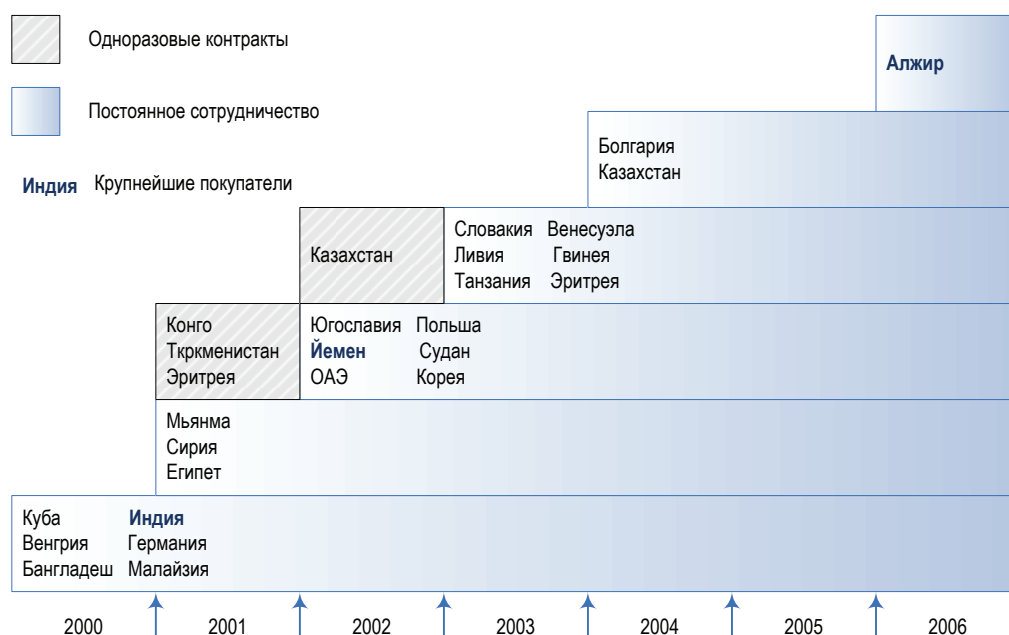 Одноразовые контракты
Постоянное сотрудничество
Индия Крупнейшие покупатели
Алжир
Болгария
Казахстан
Казахстан
Словакия Венесуэла
Ливия Гвинея
Танзания Эритрея
Конго
Ткркменистан
Эритрея
Югославия Польша
Йемен Судан
ОАЭ Корея
Мьянма
Сирия
Египет
Куба Индия
Венгрия Германия
Бангладеш Малайзия
2000 2001 2002 2003 2004 2005 2006